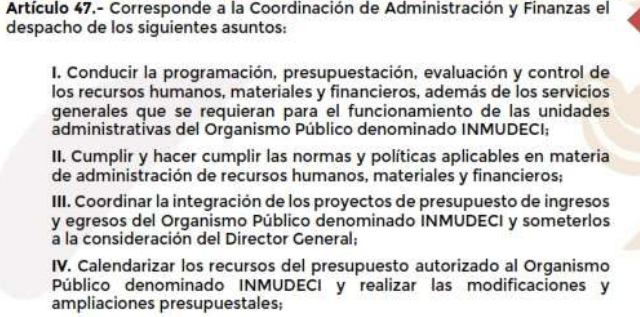 Artículo 47.- Corresponde a la Coordinación de Administración y Finanzas el
despacho de los siguientes asuntos:
I. Conducir la programación, presupuestación, evaluación y control de
los recursos humanos, materiales y financieros, además de los servicios
generales que se requieran para el funcionamiento de las unidades
administrativas del Organismo Público denominado INMUDECI;
II. Cumplir y hacer cumplir las normas y políticas aplicables en materia
de administración de recursos humanos, materiales y financieros;
III. Coordinar la integración de los proyectos de presupuesto de ingresos
y egresos del Organismo Público denominado INMUDECI y someterlos
a la consideración del Director General;
IV. Calendarizar los recursos del presupuesto autorizado al Organismo
Público denominado INMUDECI y realizar las modificaciones y
ampliaciones presupuestales;